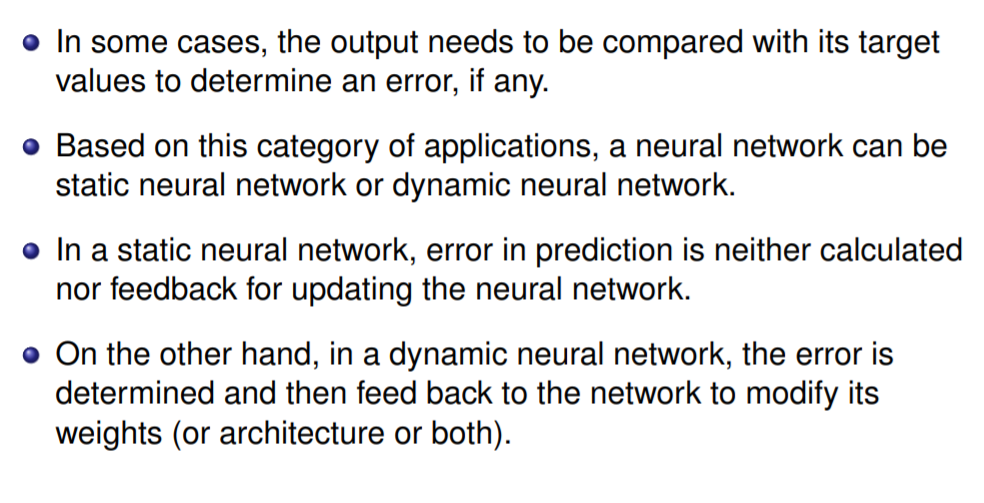 In some cases, the output needs to be compared with its target
values to determine an error, if any.
Based on this category of applications, a neural network can be
static neural network or dynamic neural network.
In a static neural network, error in prediction is neither calculated
nor feedback for updating the neural network.
On the other hand, in a dynamic neural network, the error is
determined and then feed back to the network to modify its
weights (or architecture or both).